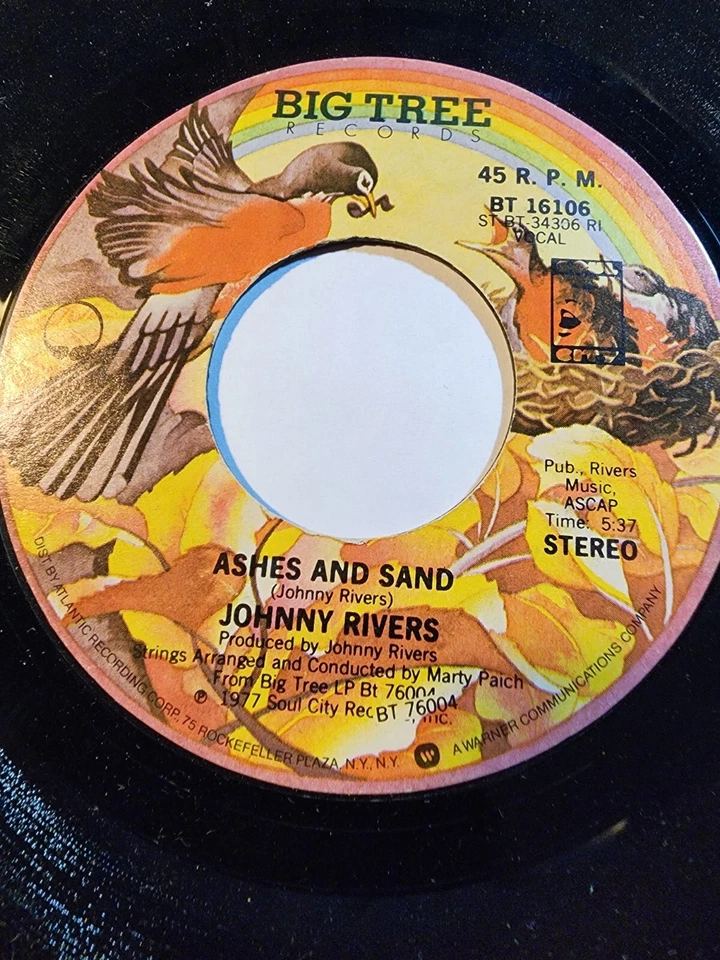 BIG TREE
RECORDS
45 R. P. M.
BT 16106
ST-BT-34306 RI
VOCAL
Pub., Rivers
Music,
ASCAP
Time: 5:37
STEREO
ASHES AND SAND
(Johnny Rivers)
JOHNNY RIVERS
Produced by Johnny Rivers
Strings Arranged and Conducted by Marty Paich
From Big Tree LP Bt 76004
℗ 1977 Soul City Rec BT 76004, Inc.
DIST. BY ATLANTIC RECORDING CORP. 75 ROCKEFELLER PLAZA, N.Y., N.Y. W A WARNER COMMUNICATIONS COMPANY